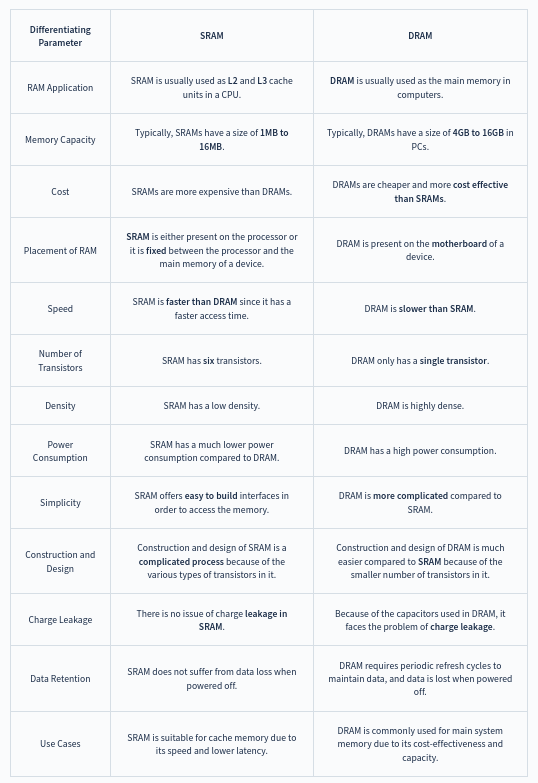 Differentiating
Parameter
SRAM
DRAM
RAM Application
SRAM is usually used as L2 and L3 cache
units in a CPU.
DRAM is usually used as the main memory in
computers.
Memory Capacity
Typically, SRAMs have a size of 1MB to
16MB.
Typically, DRAMs have a size of 4GB to 16GB in
PCs.
Cost
SRAMs are more expensive than DRAMs.
DRAMs are cheaper and more cost effective
than SRAMs.
Placement of RAM
SRAM is either present on the processor or
it is fixed between the processor and the
main memory of a device.
DRAM is present on the motherboard of a
device.
Speed
SRAM is faster than DRAM since it has a
faster access time.
DRAM is slower than SRAM.
Number of
Transistors
SRAM has six transistors.
DRAM only has a single transistor.
Density
SRAM has a low density.
DRAM is highly dense.
Power
Consumption
SRAM has a much lower power
consumption compared to DRAM.
DRAM has a high power consumption.
Simplicity
SRAM offers easy to build interfaces in
order to access the memory.
DRAM is more complicated compared to
SRAM.
Construction and
Design
Construction and design of SRAM is a
complicated process because of the
various types of transistors in it.
Construction and design of DRAM is much
easier compared to SRAM because of the
smaller number of transistors in it.
Charge Leakage
There is no issue of charge leakage in
SRAM.
Because of the capacitors used in DRAM, it
faces the problem of charge leakage.
Data Retention
SRAM does not suffer from data loss when
powered off.
DRAM requires periodic refresh cycles to
maintain data, and data is lost when powered
off.
Use Cases
SRAM is suitable for cache memory due to
its speed and lower latency.
DRAM is commonly used for main system
memory due to its cost-effectiveness and
capacity.